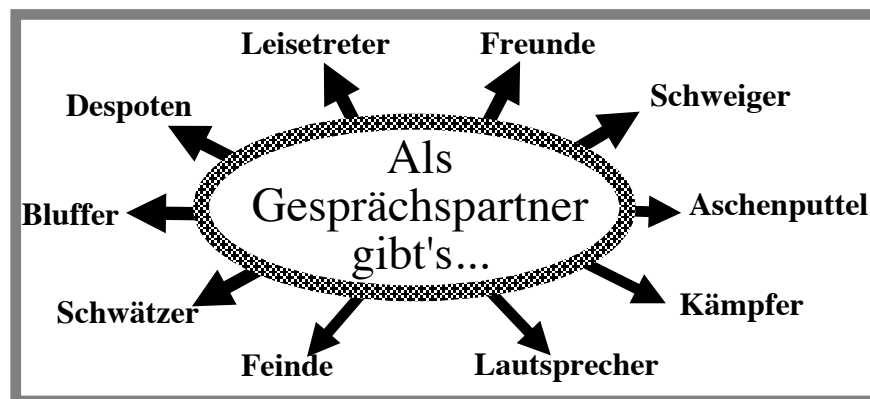 Leisetreter
Freunde
Despoten
Schweiger
Als
Gesprächspartner
gibt's...
Bluffer
Aschenputtel
Schwätzer
Kämpfer
Feinde
Lautsprecher